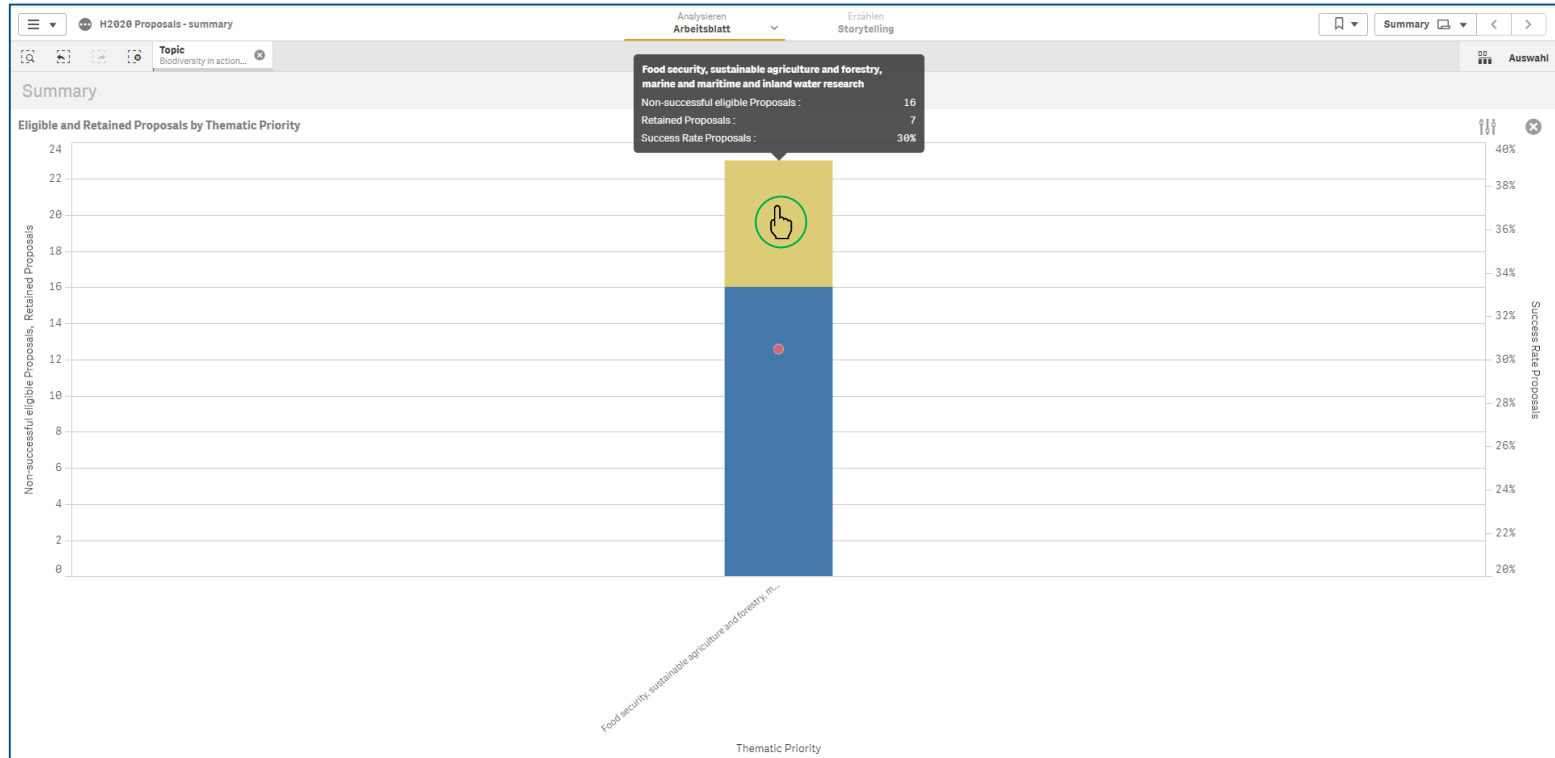 H2020 Proposals - summary
Analysieren
Arbeitsblatt
Erzählen
Storytelling
Summary
Topic
Biodiversity in action...
Auswahl
Summary
Food security, sustainable agriculture and forestry,
marine and maritime and inland water research
Non-successful eligible Proposals : 16
Retained Proposals : 7
Success Rate Proposals : 30%
Eligible and Retained Proposals by Thematic Priority
Non-successful eligible Proposals, Retained Proposals
24
22
20
18
16
14
12
10
8
6
4
2
0
40%
38%
36%
34%
32%
30%
28%
26%
24%
22%
20%
Success Rate Proposals
Food security, sustainable agriculture and forestry, m...
Thematic Priority